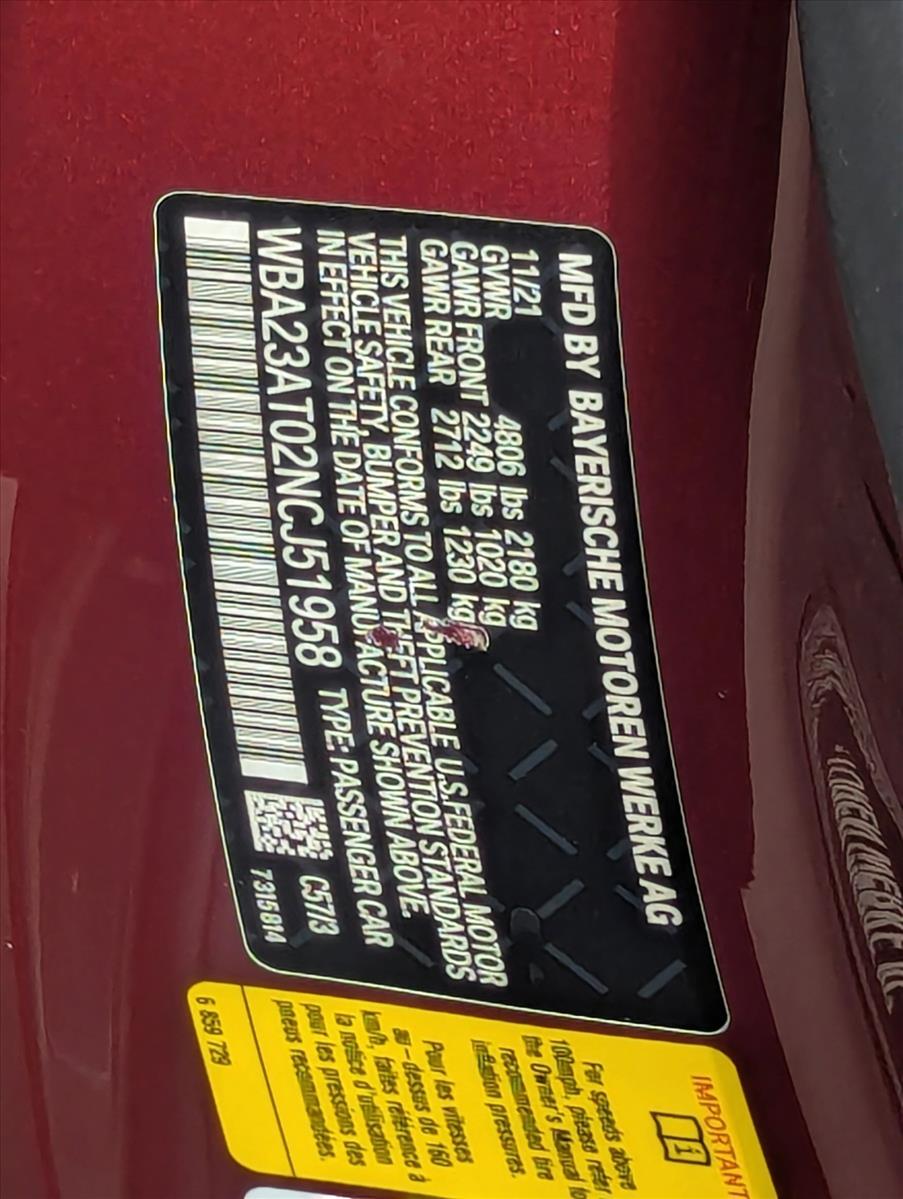 MFD BY BAYERISCHE MOTOREN WERKE AG
11/21
GVWR 4806 lbs 2180 kg
GAWR FRONT 2249 lbs 1020 kg
GAWR REAR 2712 lbs 1230 kg
THIS VEHICLE CONFORMS TO ALL APPLICABLE U.S.FEDERAL MOTOR
VEHICLE SAFETY, BUMPER AND THEFT PREVENTION STANDARDS
IN EFFECT ON THE DATE OF MANUFACTURE SHOWN ABOVE.
WBA23AT02NCJ51958 TYPE: PASSENGER CAR
C57/3
7315814
IMPORTANT
For speeds above
100mph, please refer
the Owner's Manual fo
recommended tire
inflation pressures.
Pour les vitesses
au-dessus de 160
km/h, faites référence à
la notice d'utilisation
pour les pressions des
pneus recommandées.
6 859 729